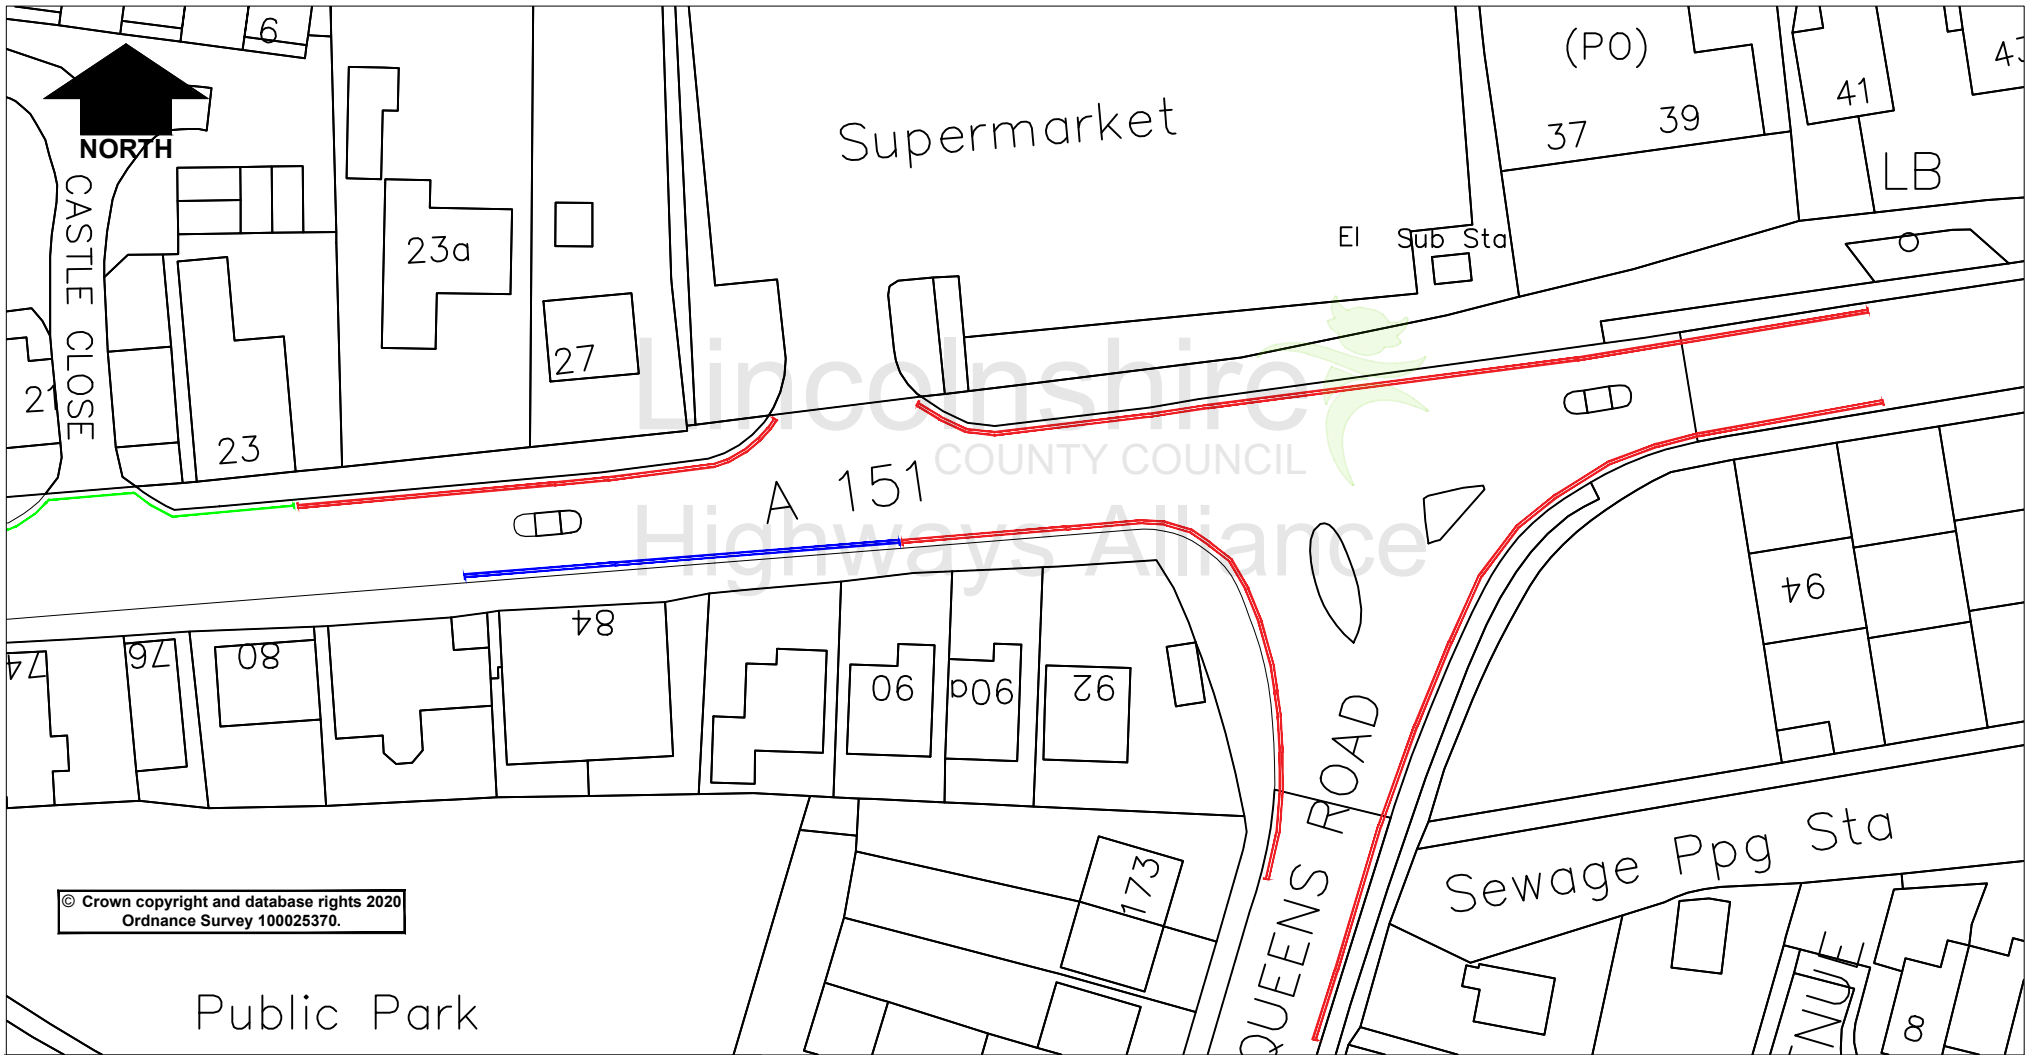 6
(PO)
43
41
39
37
Supermarket
NORTH
LB
CASTLE CLOSE
23a
El Sub Sta
27
21
23
Lincolnshire
COUNTY COUNCIL
Highways Alliance
A 151
94
84
74
76
80
90
90a
92
QUEENS ROAD
173
Sewage Ppg Sta
© Crown copyright and database rights 2020
Ordnance Survey 100025370.
Public Park
8